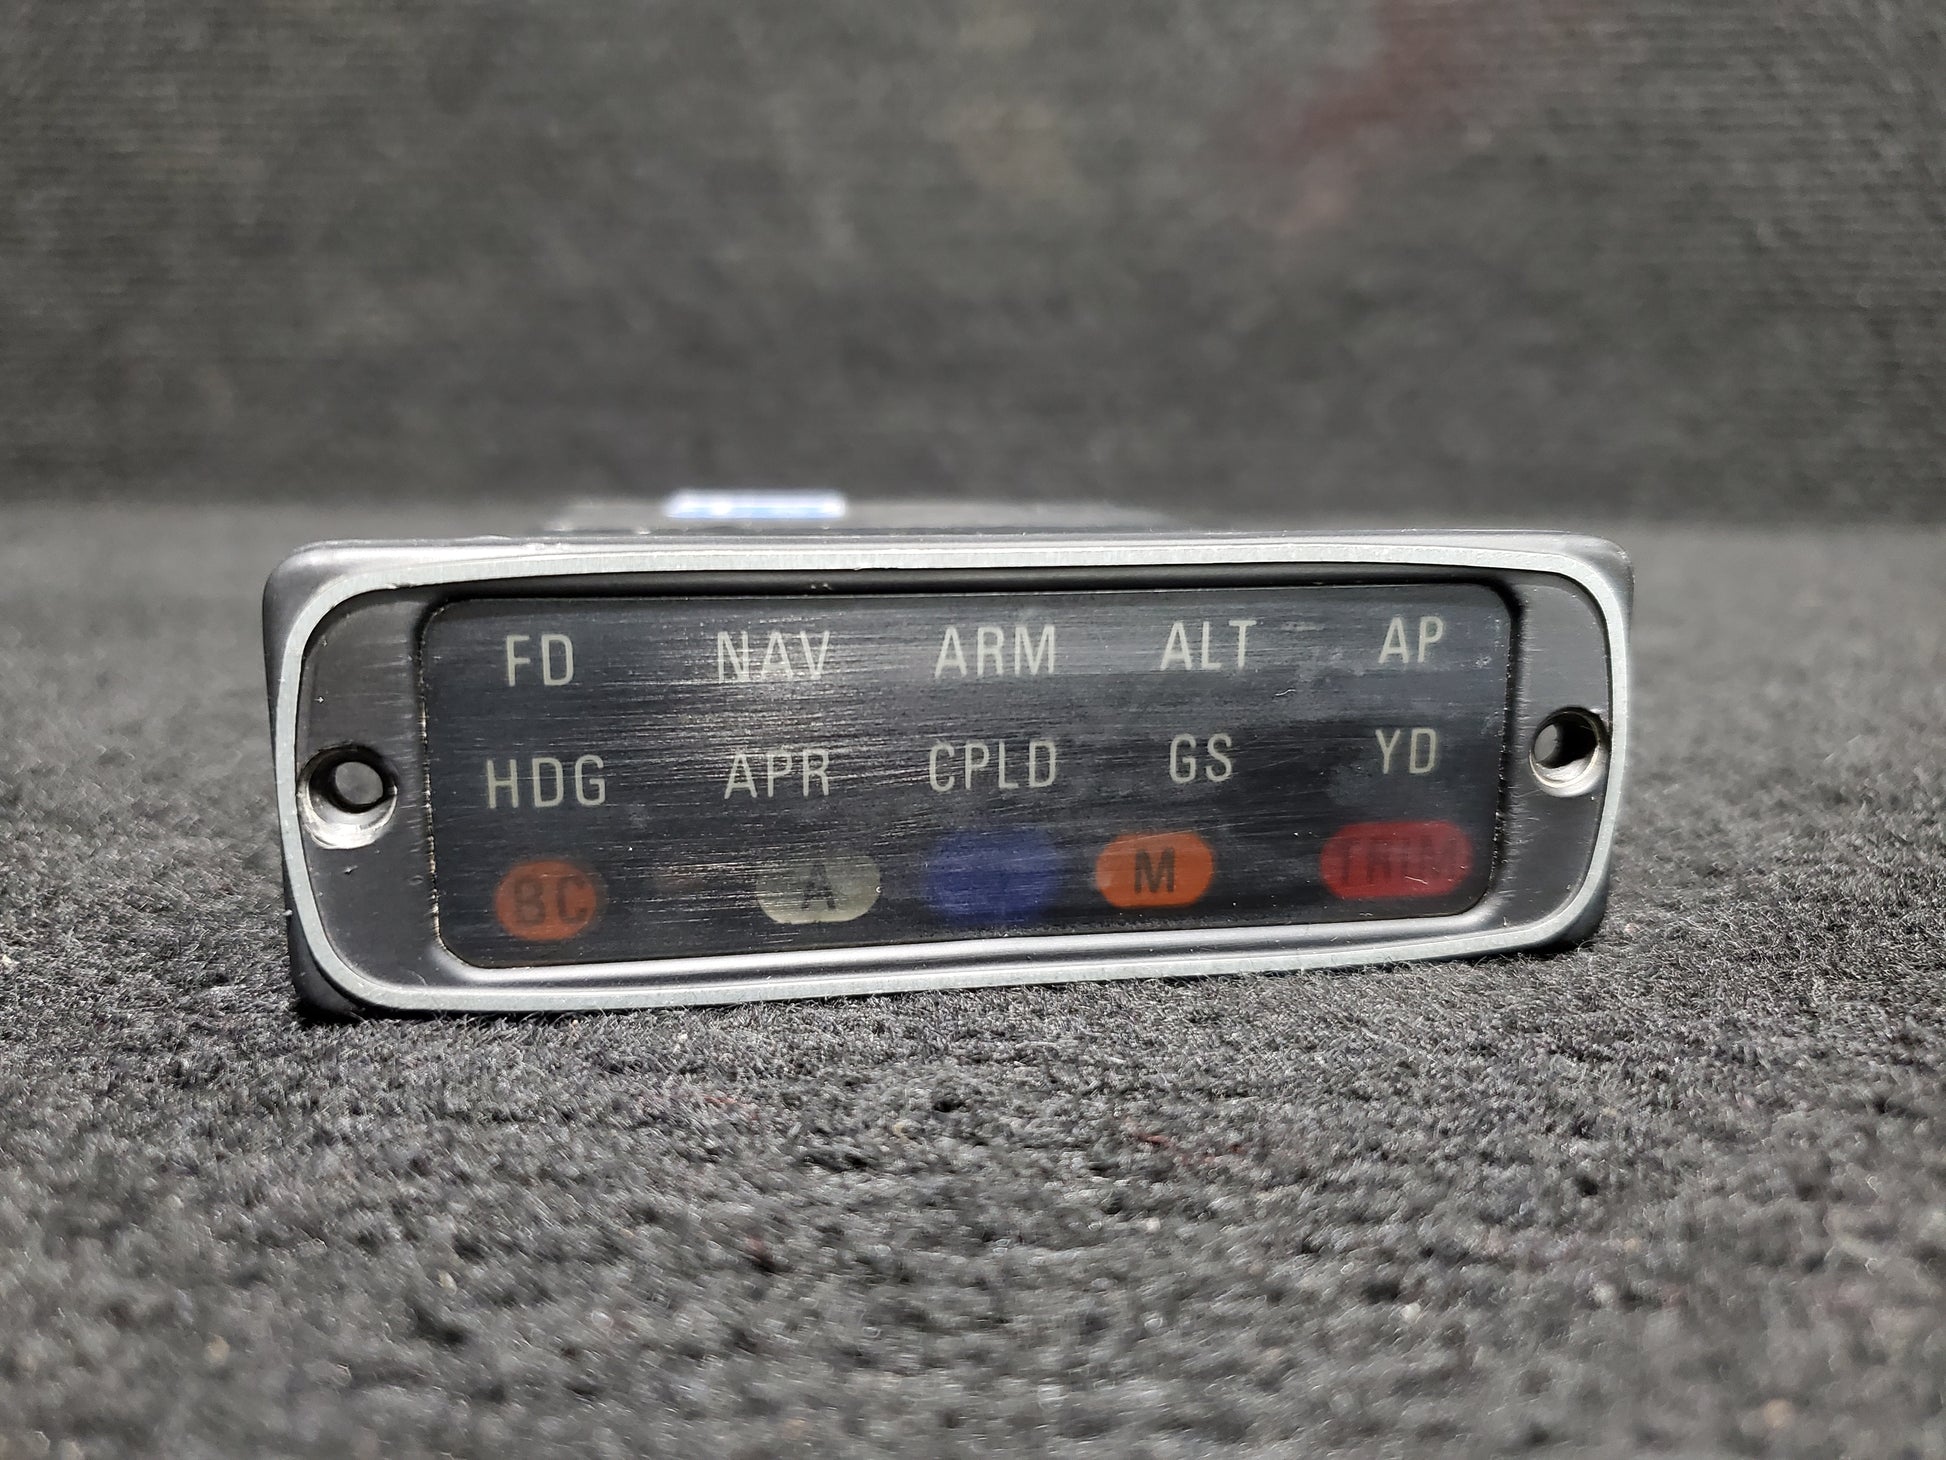 FD NAV ARM ALT AP
HDG APR CPLD GS YD
BC A M TRIM